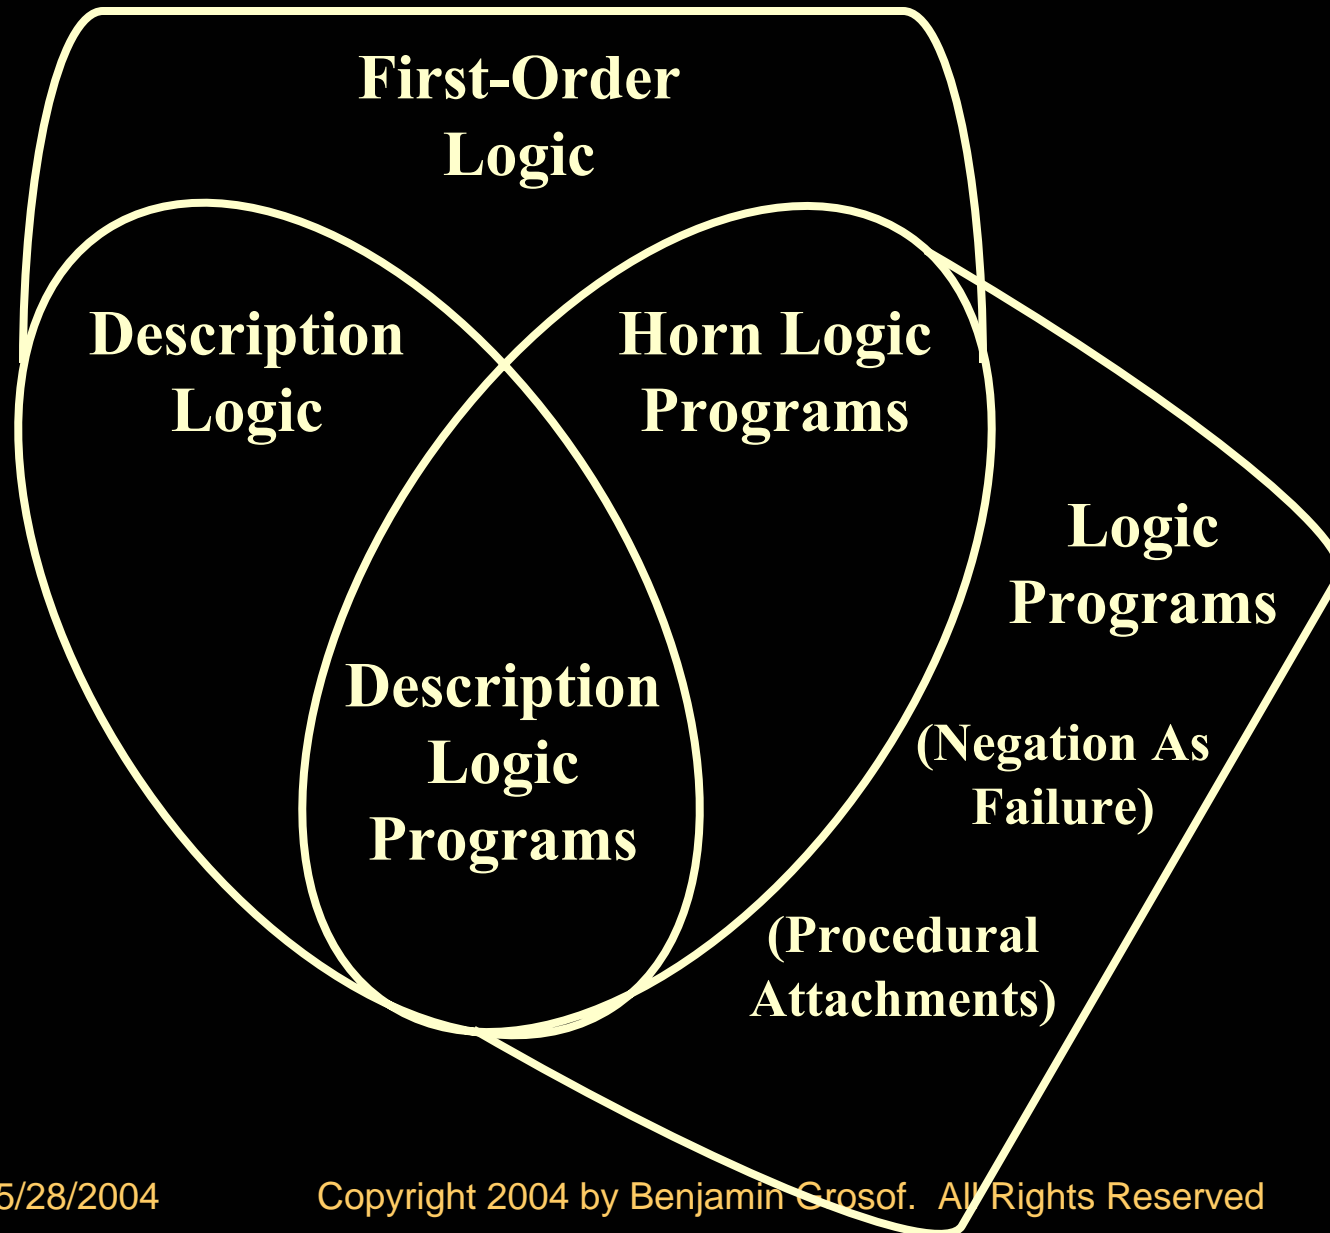 First-Order
Logic
Description
Logic
Horn Logic
Programs
Logic
Programs
Description
Logic
Programs
(Negation As
Failure)
(Procedural
Attachments)
5/28/2004
Copyright 2004 by Benjamin Grosof. All Rights Reserved